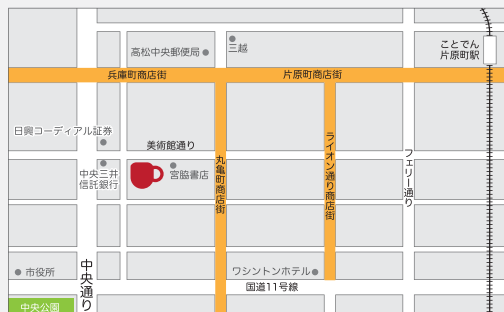 三越
高松中央郵便局
ことでん
片原町駅
兵庫町商店街
片原町商店街
日興コーディアル証券
美術館通り
中央三井
信託銀行
宮脇書店
丸亀町商店街
ライオン通り商店街
フェリー通り
市役所
中央通り
ワシントンホテル
国道11号線
中央公園